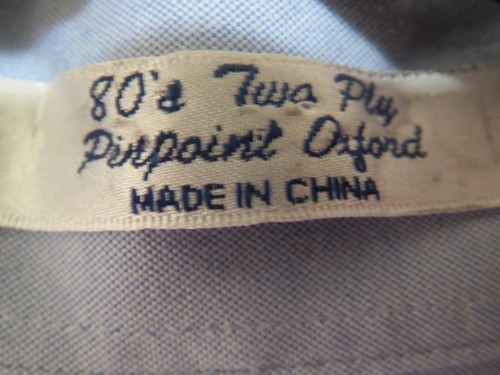 80's Two Ply
Pinpoint Oxford
MADE IN CHINA